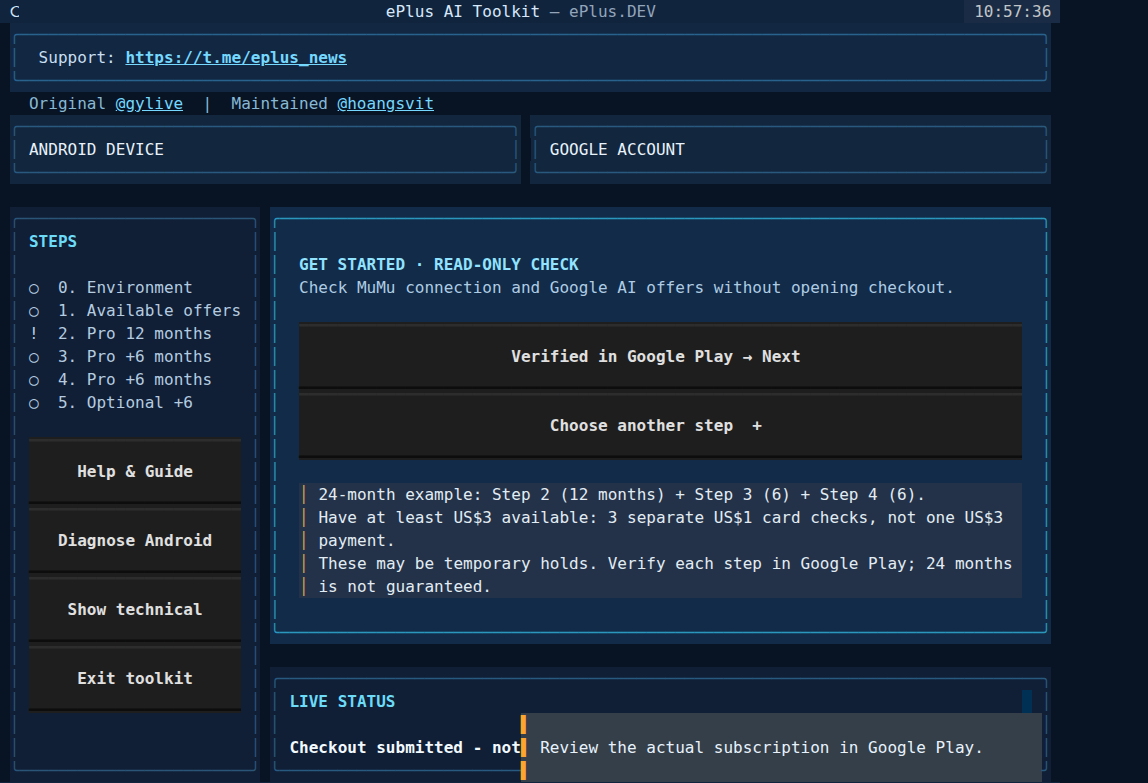 C ePlus AI Toolkit — ePlus.DEV 10:57:36
Support: https://t.me/eplus_news
Original @gylive | Maintained @hoangsvit
ANDROID DEVICE
GOOGLE ACCOUNT
STEPS
○ 0. Environment
○ 1. Available offers
! 2. Pro 12 months
○ 3. Pro +6 months
○ 4. Pro +6 months
○ 5. Optional +6
Help & Guide
Diagnose Android
Show technical
Exit toolkit
GET STARTED · READ-ONLY CHECK
Check MuMu connection and Google AI offers without opening checkout.
Verified in Google Play → Next
Choose another step +
24-month example: Step 2 (12 months) + Step 3 (6) + Step 4 (6).
Have at least US$3 available: 3 separate US$1 card checks, not one US$3
payment.
These may be temporary holds. Verify each step in Google Play; 24 months
is not guaranteed.
LIVE STATUS
Checkout submitted - not
Review the actual subscription in Google Play.